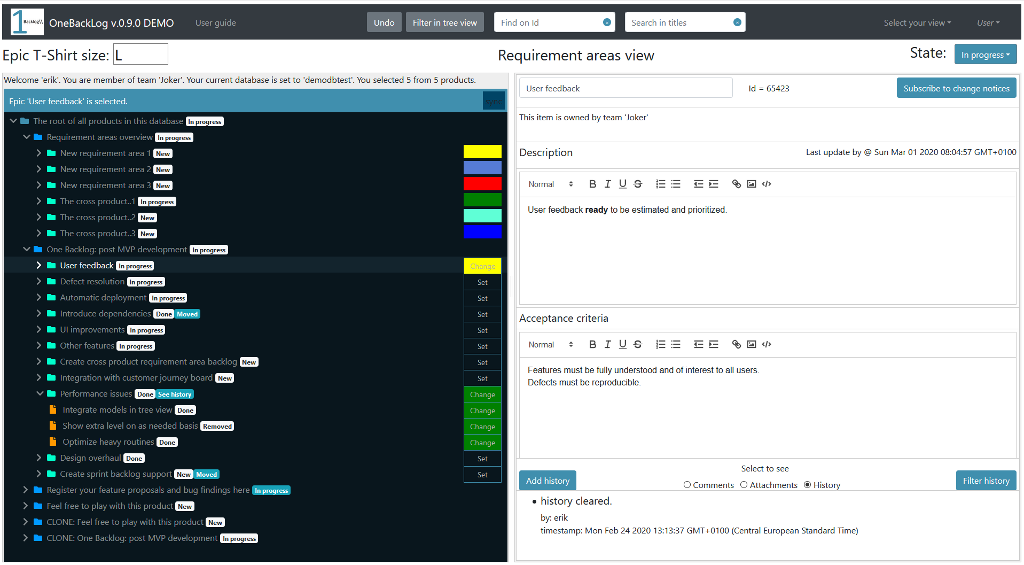 1 BackLog
OneBackLog v.0.9.0 DEMO
User guide
Undo
Filter in tree view
Find on Id
Search in titles
Select your view
User
Epic T-Shirt size: L
Requirement areas view
State: In progress
Welcome 'erik'. You are member of team 'Joker'. Your current database is set to 'demodbtest'. You selected 5 from 5 products.
Epic 'User feedback' is selected.
The root of all products in this database In progress
Requirement areas overview In progress
New requirement area 1 New
New requirement area 2 New
New requirement area 3 New
The cross product..1 In progress
The cross product..2 New
The cross product..3 New
One Backlog: post MVP development In progress
User feedback In progress Change
Defect resolution In progress Set
Automatic deployment In progress Set
Introduce dependencies Done Moved Set
UI improvements In progress Set
Other features In progress Set
Create cross product requirement area backlog New Set
Integration with customer journey board New Set
Performance issues Done See history Change
Integrate models in tree view Done Change
Show extra level on as needed basis Removed Change
Optimize heavy routines Done Change
Design overhaul Done Set
Create sprint backlog support New Moved Set
Register your feature proposals and bug findings here In progress
Feel free to play with this product New
CLONE: Feel free to play with this product New
CLONE: One Backlog: post MVP development In progress
User feedback
Id = 65423
Subscribe to change notices
This item is owned by team 'Joker'
Description
Last update by @ Sun Mar 01 2020 08:04:57 GMT+0100
Normal B I U S
User feedback ready to be estimated and prioritized.
Acceptance criteria
Normal B I U S
Features must be fully understood and of interest to all users.
Defects must be reproducible
Select to see
Add history
Comments Attachments History
Filter history
history cleared.
by: erik
timestamp: Mon Feb 24 2020 13:13:37 GMT+0100 (Central European Standard Time)